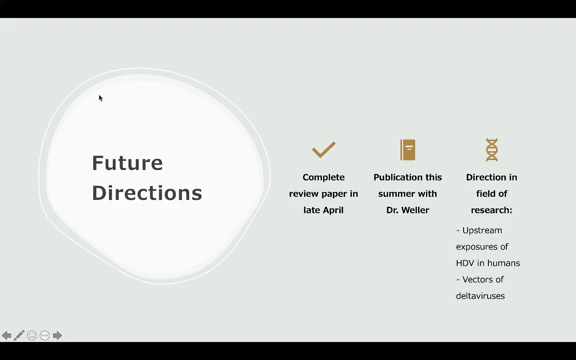 Future
Directions
Complete
review paper in
late April
Publication this
summer with
Dr. Weller
Direction in
field of
research:
- Upstream
exposures of
HDV in humans
- Vectors of
deltaviruses